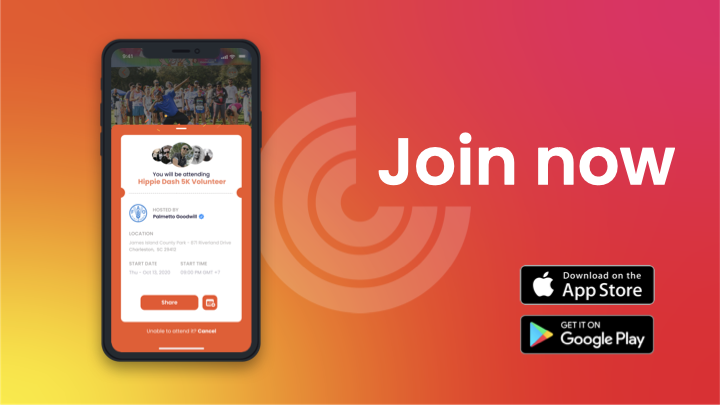 9:41
You will be attending
Hippie Dash 5K Volunteer
HOSTED BY
Palmetto Goodwill
LOCATION
James Island County Park - 871 Riverland Drive
Charleston, SC 29412
START DATE
START TIME
Thu - Oct 13, 2020
09:00 PM GMT +7
Share
Unable to attend it? Cancel
Join now
Download on the
App Store
GET IT ON
Google Play